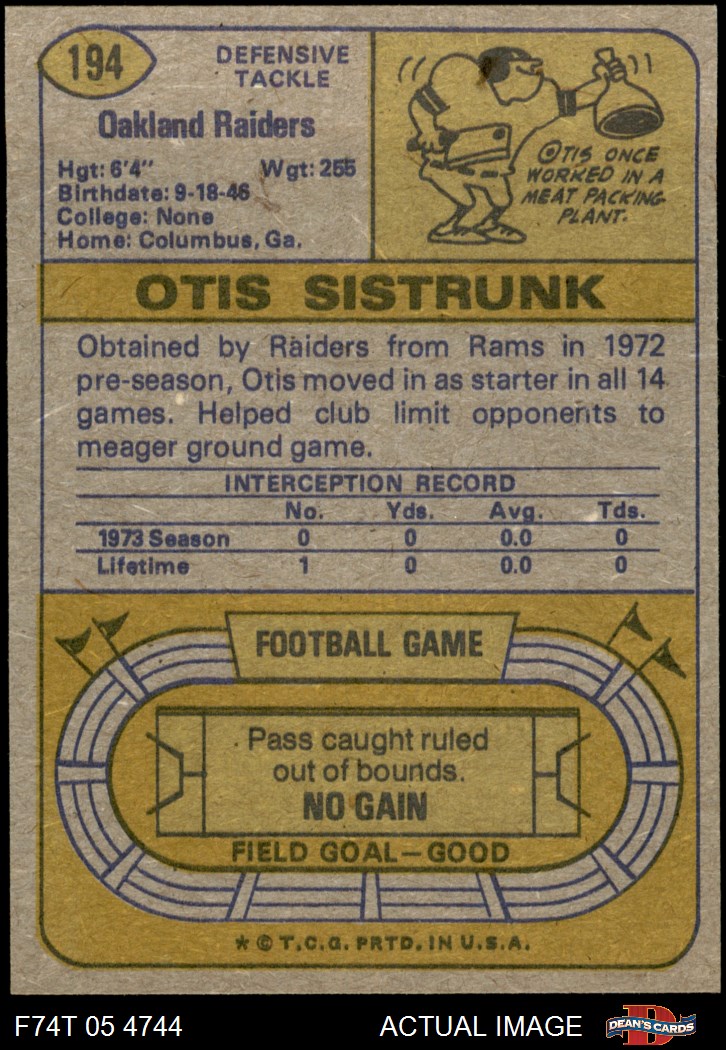 194
DEFENSIVE
TACKLE
Oakland Raiders
Hgt: 6'4" Wgt: 255
Birthdate: 9-18-46
College: None
Home: Columbus, Ga.
OTIS ONCE
WORKED IN A
MEAT PACKING
PLANT.
OTIS SISTRUNK
Obtained by Raiders from Rams in 1972
pre-season, Otis moved in as starter in all 14
games. Helped club limit opponents to
meager ground game.
INTERCEPTION RECORD
No. Yds. Avg. Tds.
1973 Season 0 0 0.0 0
Lifetime 1 0 0.0 0
FOOTBALL GAME
Pass caught ruled
out of bounds.
NO GAIN
FIELD GOAL—GOOD
* © T.C.G. PRTD. IN U.S.A.
F74T 05 4744 ACTUAL IMAGE D DEAN'S CARDS